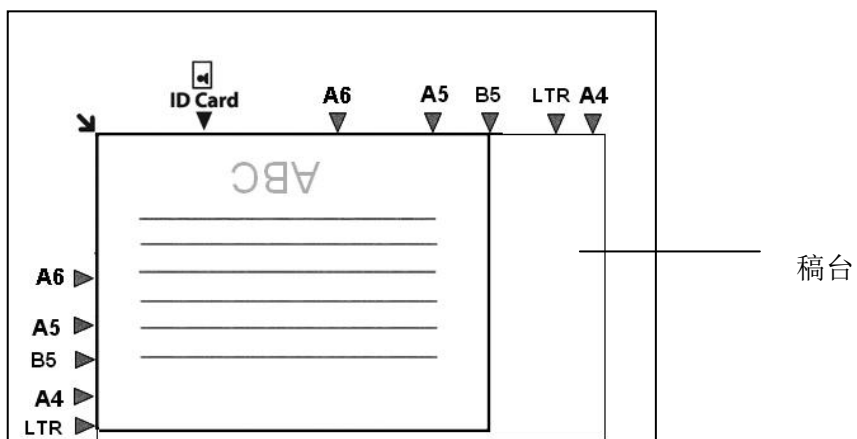 ID Card
A6 A5 B5 LTR A4
ABC
A6
稿台
A5
B5
A4
LTR